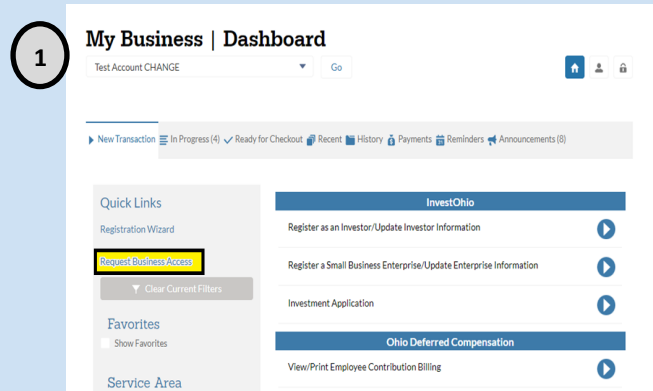 1
My Business | Dashboard
Test Account CHANGE
Go
New Transaction In Progress (4) Ready for Checkout Recent History Payments Reminders Announcements (8)
Quick Links
Registration Wizard
Request Business Access
Clear Current Filters
Favorites
Show Favorites
Service Area
InvestOhio
Register as an Investor/Update Investor Information
Register a Small Business Enterprise/Update Enterprise Information
Investment Application
Ohio Deferred Compensation
View/Print Employee Contribution Billing